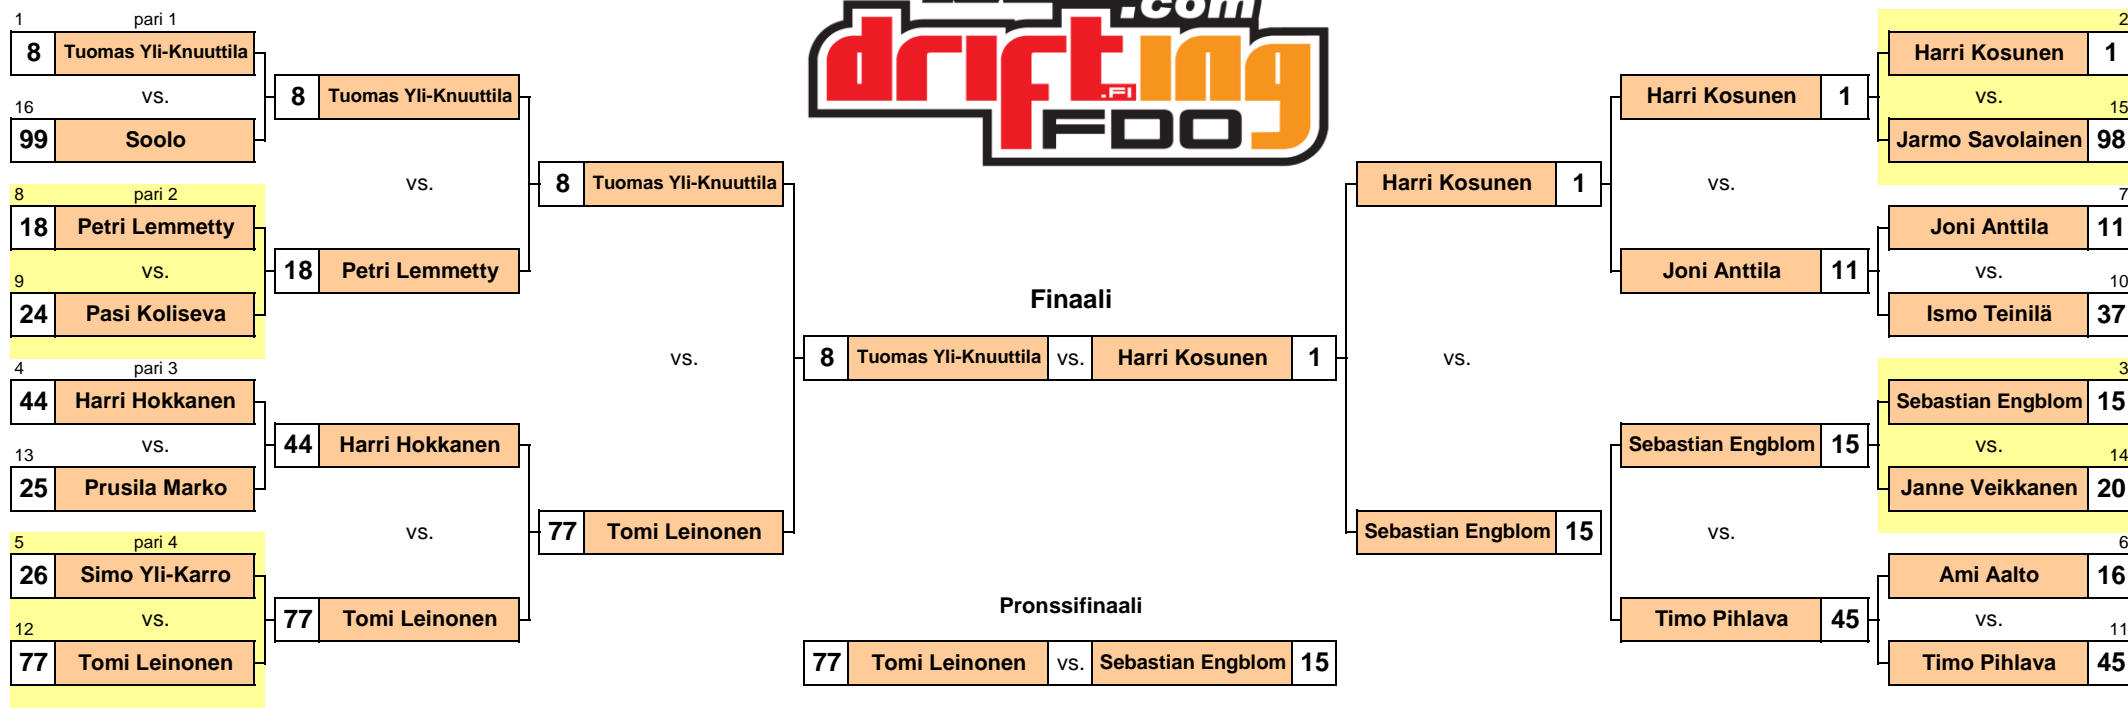 .com
drifting
.FI
FDO
1 pari 1
8 Tuomas Yli-Knuuttila
vs.
16
99 Soolo
8 pari 2
18 Petri Lemmetty
vs.
9
24 Pasi Koliseva
4 pari 3
44 Harri Hokkanen
vs.
13
25 Prusila Marko
5 pari 4
26 Simo Yli-Karro
vs.
12
77 Tomi Leinonen
8 Tuomas Yli-Knuuttila
vs.
18 Petri Lemmetty
44 Harri Hokkanen
vs.
77 Tomi Leinonen
8 Tuomas Yli-Knuuttila
vs.
77 Tomi Leinonen
Finaali
8 Tuomas Yli-Knuuttila vs. Harri Kosunen 1
Pronssifinaali
77 Tomi Leinonen vs. Sebastian Engblom 15
Harri Kosunen 1
vs.
Sebastian Engblom 15
Harri Kosunen 1
vs.
Joni Anttila 11
Sebastian Engblom 15
vs.
Timo Pihlava 45
2
Harri Kosunen 1
vs.
15
Jarmo Savolainen 98
7
Joni Anttila 11
vs.
10
Ismo Teinilä 37
3
Sebastian Engblom 15
vs.
14
Janne Veikkanen 20
6
Ami Aalto 16
vs.
11
Timo Pihlava 45